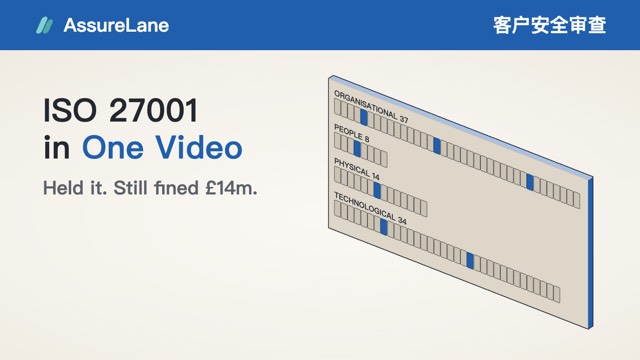 AssureLane
客户安全审查
ISO 27001
in One Video
Held it. Still fined £14m.
ORGANISATIONAL 37
PEOPLE 8
PHYSICAL 14
TECHNOLOGICAL 34